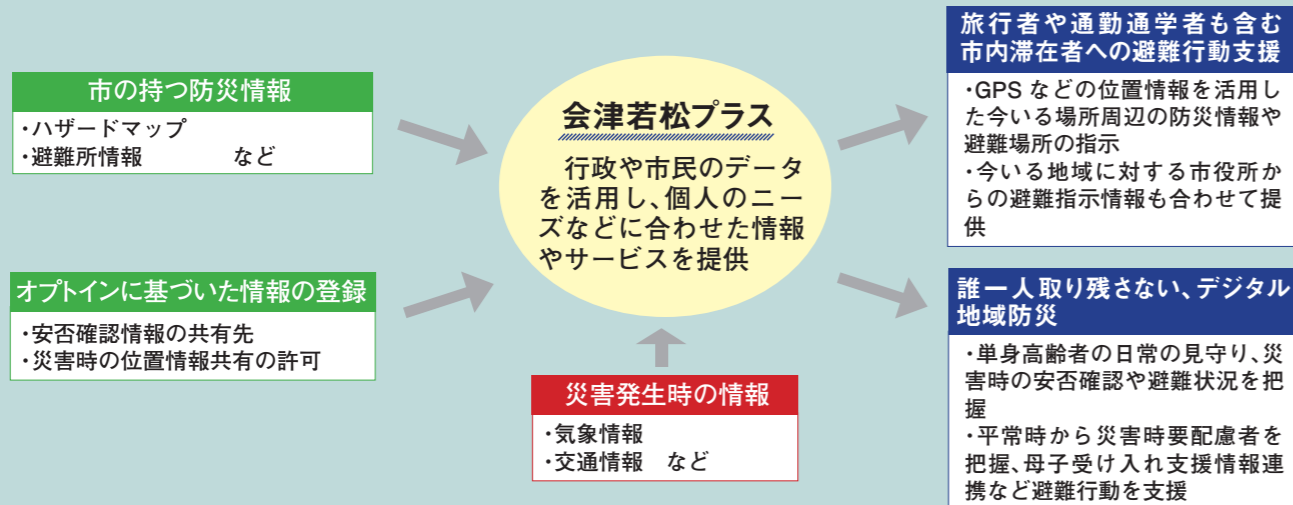 市の持つ防災情報
・ハザードマップ
・避難所情報 など
オプトインに基づいた情報の登録
・安否確認情報の共有先
・災害時の位置情報共有の許可
会津若松プラス
行政や市民のデータ
を活用し、個人のニー
ズなどに合わせた情報
やサービスを提供
災害発生時の情報
・気象情報
・交通情報 など
旅行者や通勤通学者も含む
市内滞在者への避難行動支援
・GPS などの位置情報を活用し
た今いる場所周辺の防災情報や
避難場所の指示
・今いる地域に対する市役所か
らの避難指示情報も合わせて提
供
誰一人取り残さない、デジタル
地域防災
・単身高齢者の日常の見守り、災
害時の安否確認や避難状況を把
握
・平常時から災害時要配慮者を
把握、母子受け入れ支援情報連
携など避難行動を支援